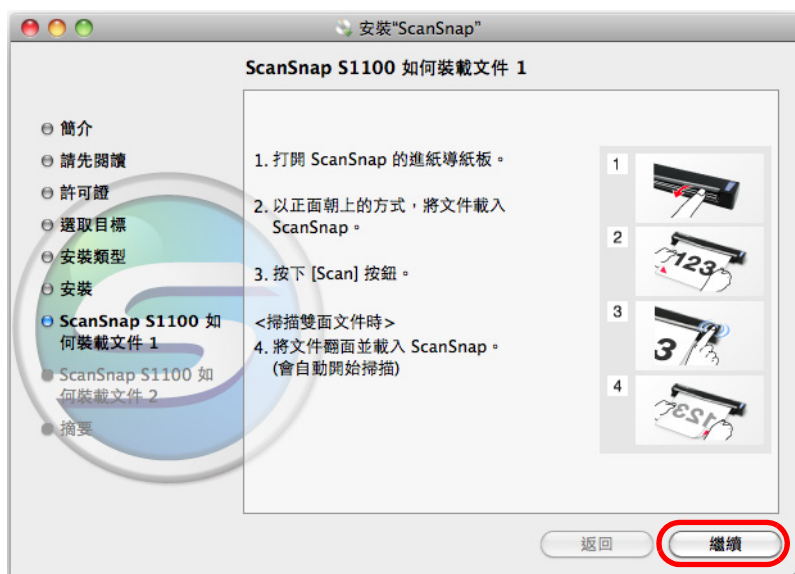 安裝“ScanSnap”
ScanSnap S1100 如何裝載文件 1
簡介
請先閱讀
許可證
選取目標
安裝類型
安裝
ScanSnap S1100 如
何裝載文件 1
ScanSnap S1100 如
何裝載文件 2
摘要
1. 打開 ScanSnap 的進紙導紙板。
2. 以正面朝上的方式，將文件載入
ScanSnap。
3. 按下 [Scan] 按鈕。
<掃描雙面文件時>
4. 將文件翻面並載入 ScanSnap。
(會自動開始掃描)
1
2
123
3
3
4
123
返回
繼續